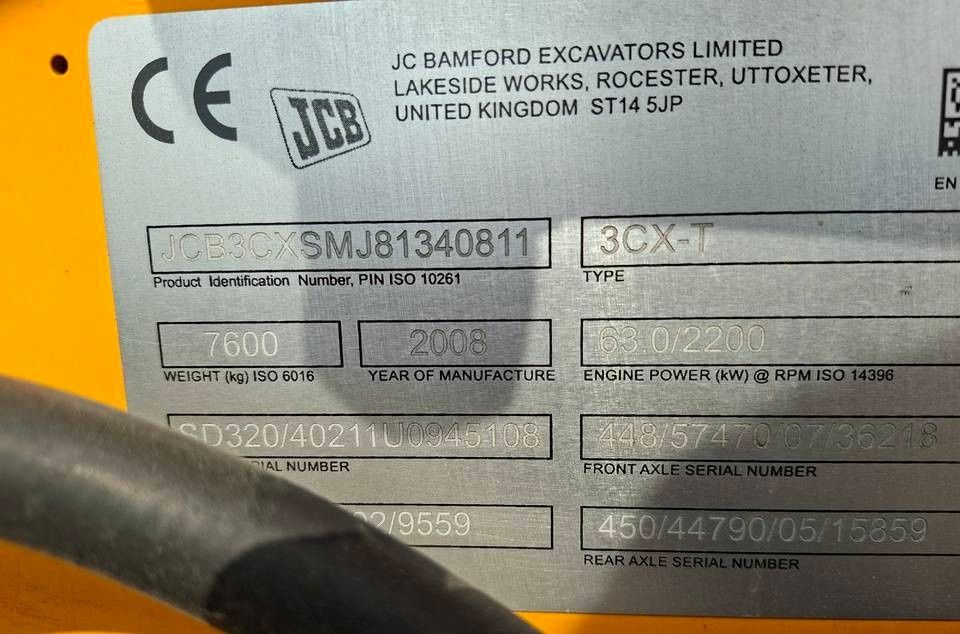 CE
JCB
JC BAMFORD EXCAVATORS LIMITED
LAKESIDE WORKS, ROCESTER, UTTOXETER,
UNITED KINGDOM ST14 5JP
EN
JCB3CXSMJ81340811
Product Identification Number, PIN ISO 10261
3CX-T
TYPE
7600
WEIGHT (kg) ISO 6016
2008
YEAR OF MANUFACTURE
63.0/2200
ENGINE POWER (kW) @ RPM ISO 14396
SD320/40211U0945108
IAL NUMBER
448/57470/07/36218
FRONT AXLE SERIAL NUMBER
2/9559
450/44790/05/15859
REAR AXLE SERIAL NUMBER